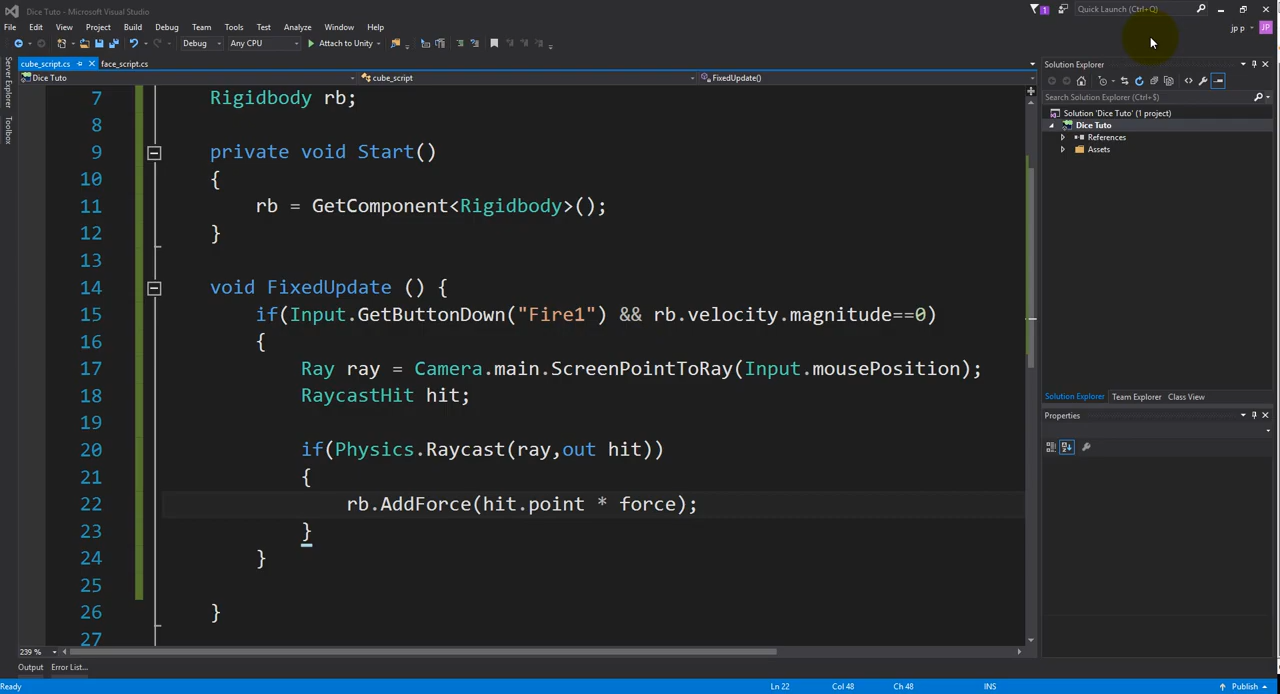 Dice Tuto - Microsoft Visual Studio
1
Quick Launch (Ctrl+Q)
File Edit View Project Build Debug Team Tools Test Analyze Window Help
jp p
JP
Debug Any CPU Attach to Unity
Server Explorer
Toolbox
cube_script.cs face_script.cs
Dice Tuto cube_script FixedUpdate()
7 Rigidbody rb;
8
9 private void Start()
10 {
11 rb = GetComponent<Rigidbody>();
12 }
13
14 void FixedUpdate () {
15 if(Input.GetButtonDown("Fire1") && rb.velocity.magnitude==0)
16 {
17 Ray ray = Camera.main.ScreenPointToRay(Input.mousePosition);
18 RaycastHit hit;
19
20 if(Physics.Raycast(ray,out hit))
21 {
22 rb.AddForce(hit.point * force);
23 }
24 }
25
26 }
27
239 %
Solution Explorer
Search Solution Explorer (Ctrl+$)
Solution 'Dice Tuto' (1 project)
Dice Tuto
References
Assets
Solution Explorer Team Explorer Class View
Properties
Output Error List...
Ready Ln 22 Col 48 Ch 48 INS Publish